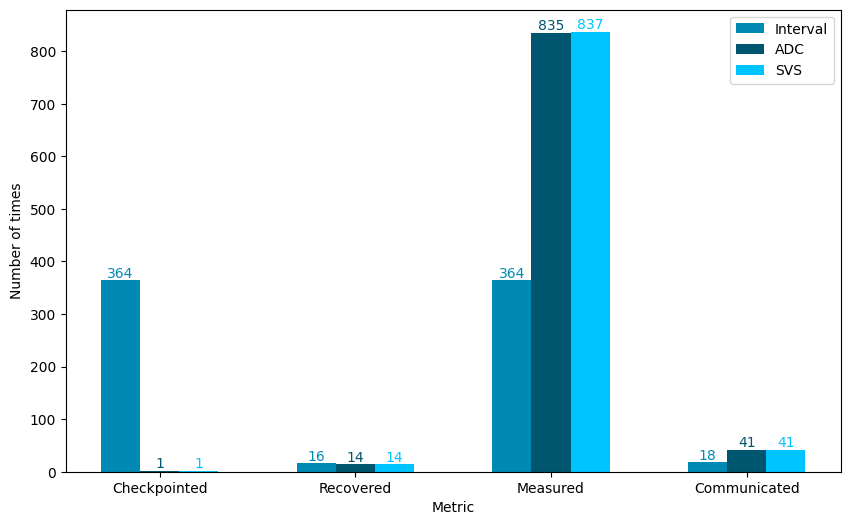 Interval
ADC
SVS
Number of times
800
700
600
500
400
300
200
100
0
364
1
1
16
14
14
364
835
837
18
41
41
Checkpointed
Recovered
Measured
Communicated
Metric